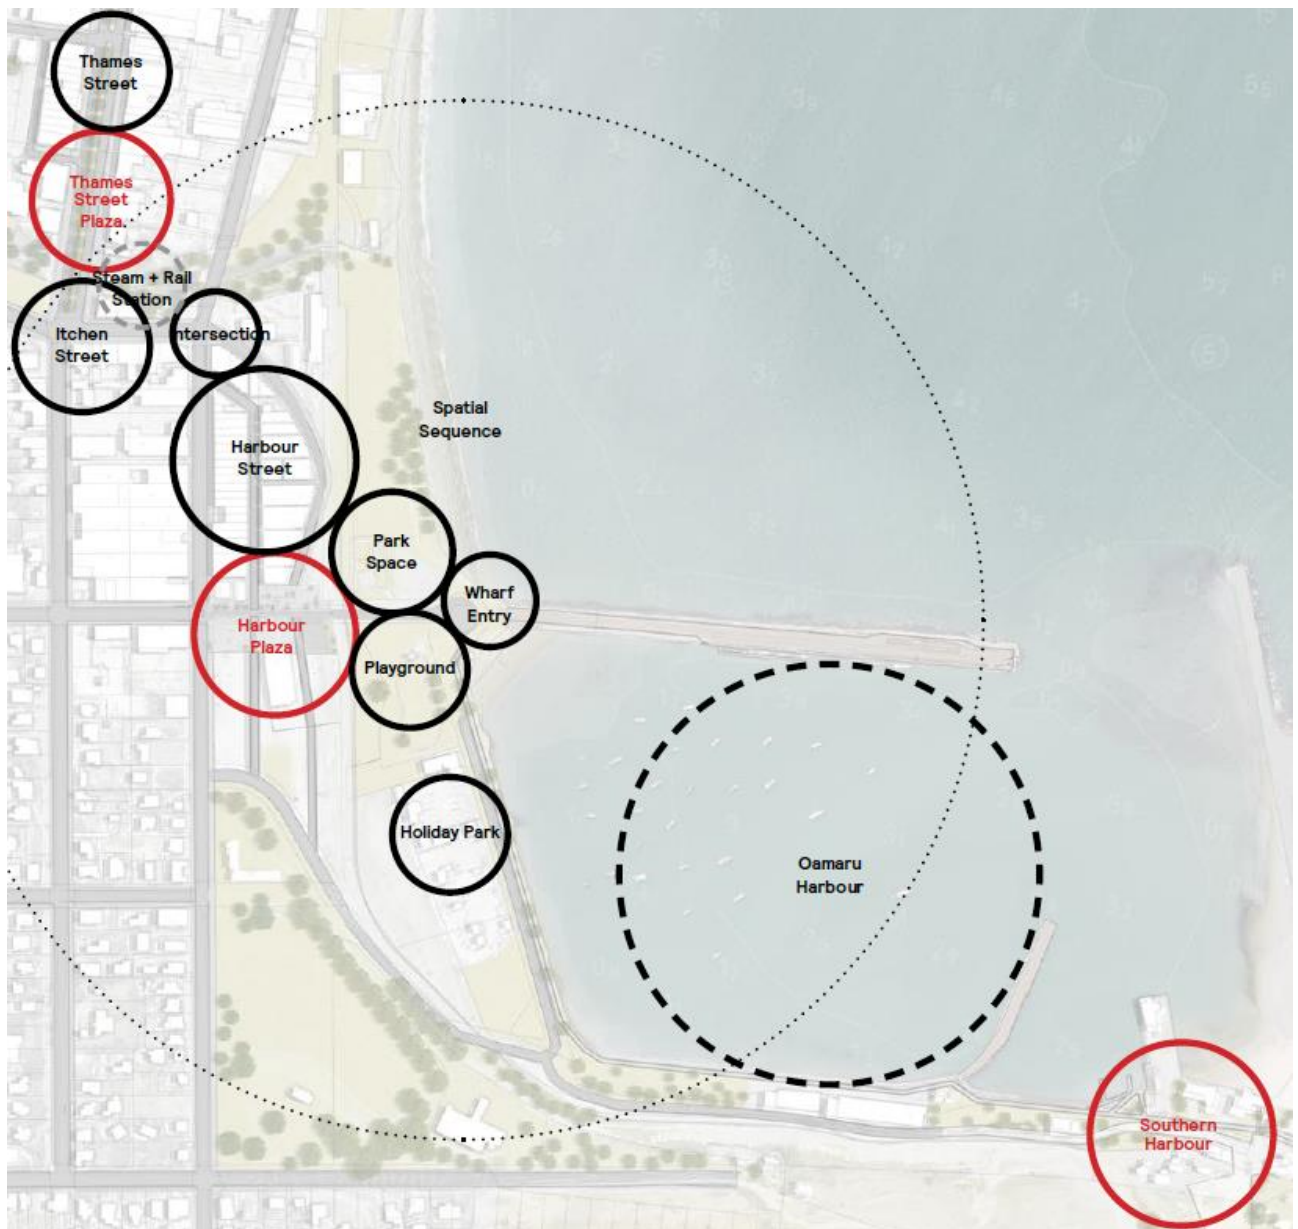 Thames
Street
Thames
Street
Plaza
Steam + Rail
Station
Itchen
Street
Intersection
Harbour
Street
Spatial
Sequence
Park
Space
Wharf
Entry
Harbour
Plaza
Playground
Holiday Park
Oamaru
Harbour
Southern
Harbour